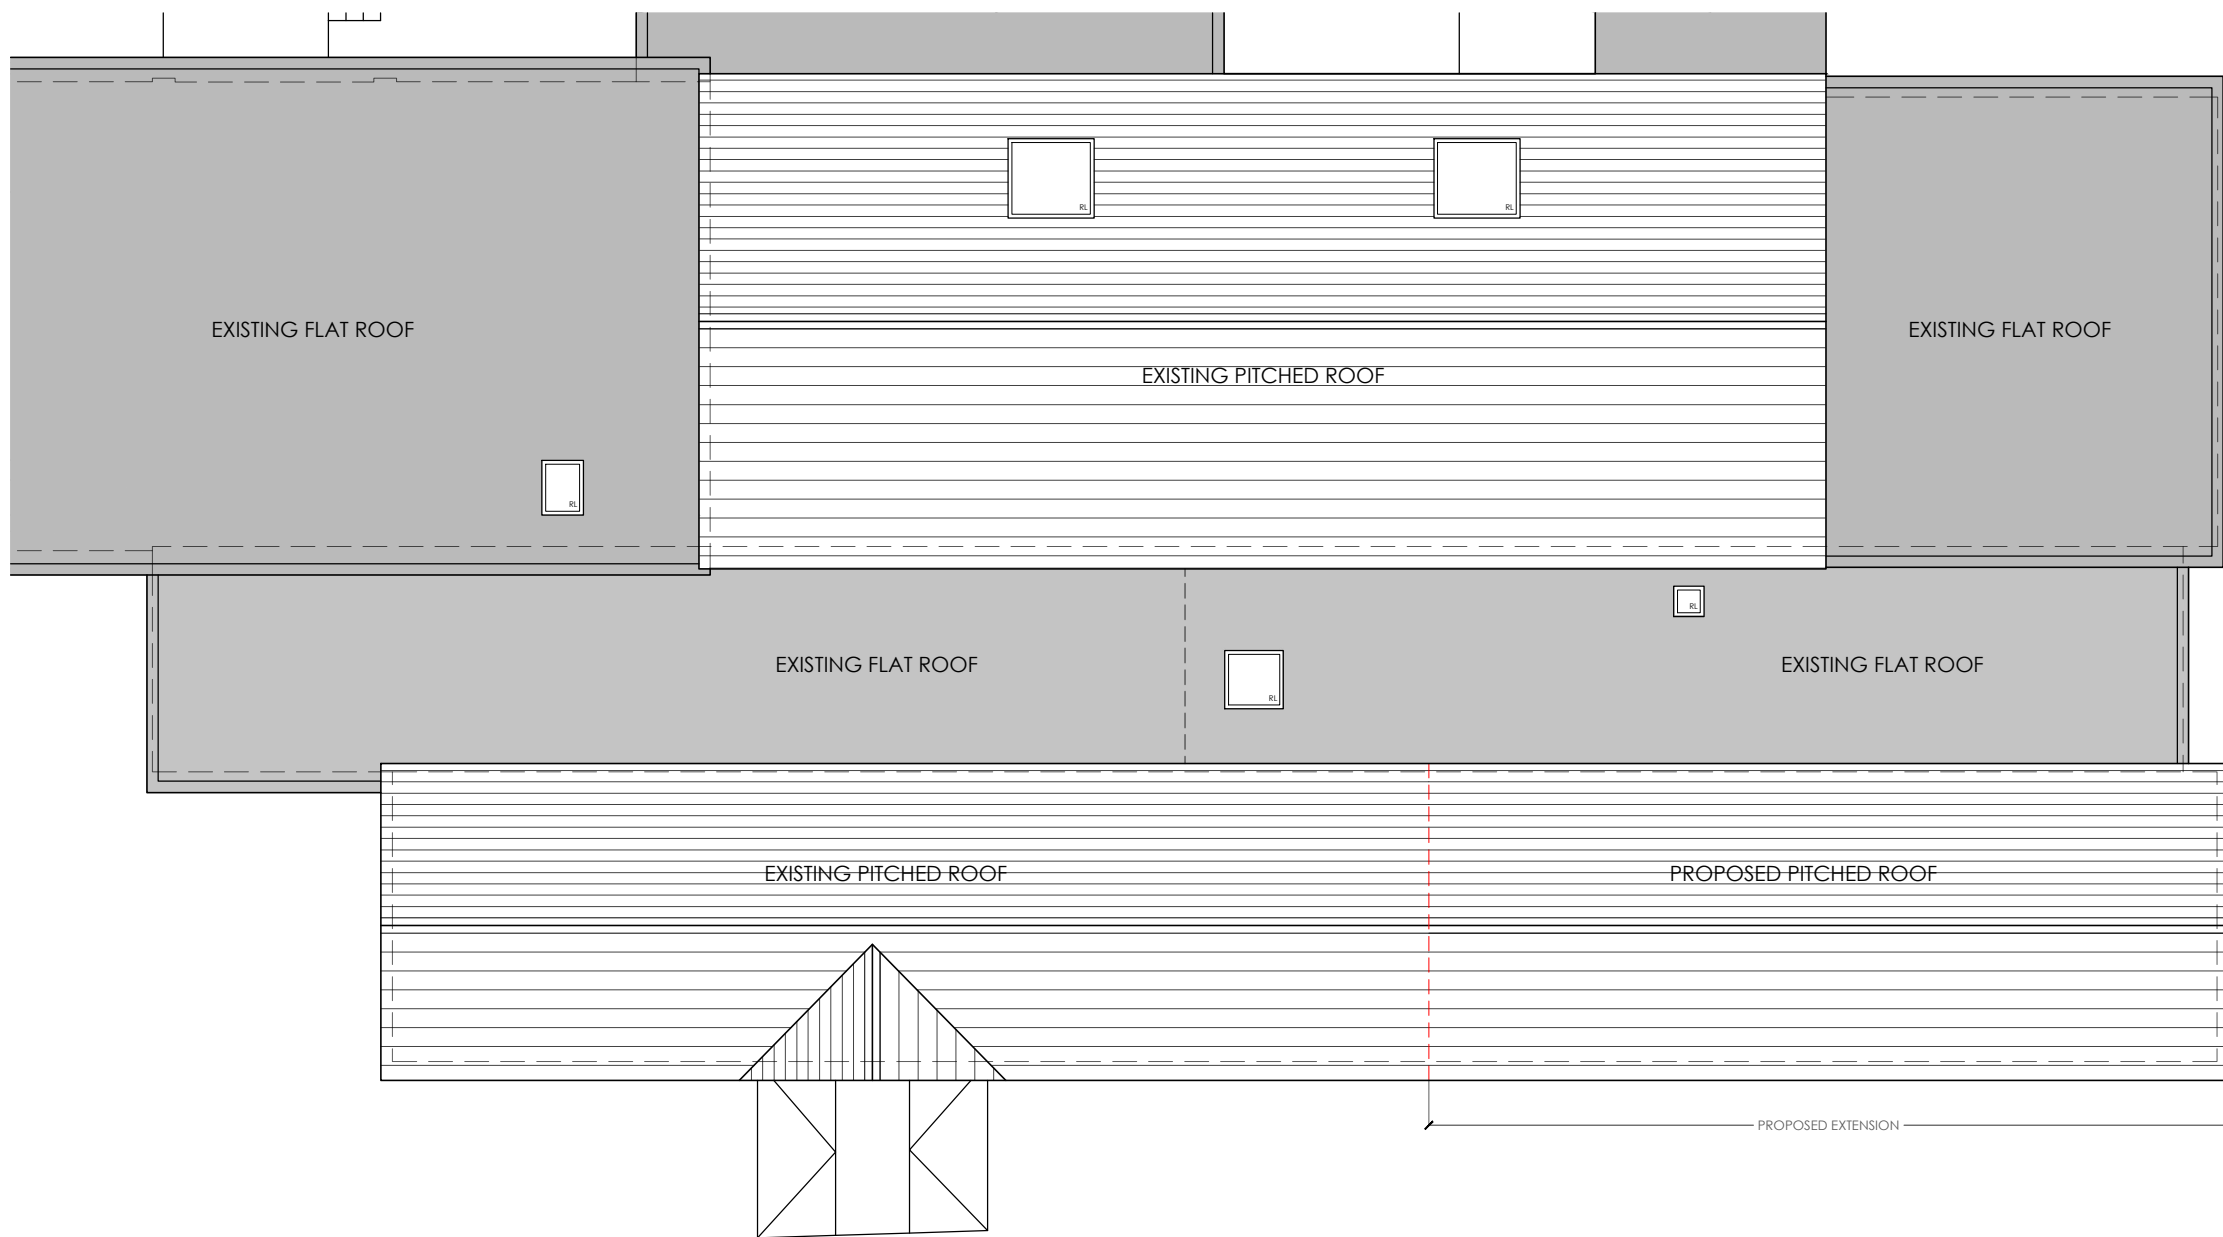 RL
RL
EXISTING FLAT ROOF
EXISTING FLAT ROOF
EXISTING PITCHED ROOF
RL
RL
EXISTING FLAT ROOF
EXISTING FLAT ROOF
RL
EXISTING PITCHED ROOF
PROPOSED PITCHED ROOF
PROPOSED EXTENSION